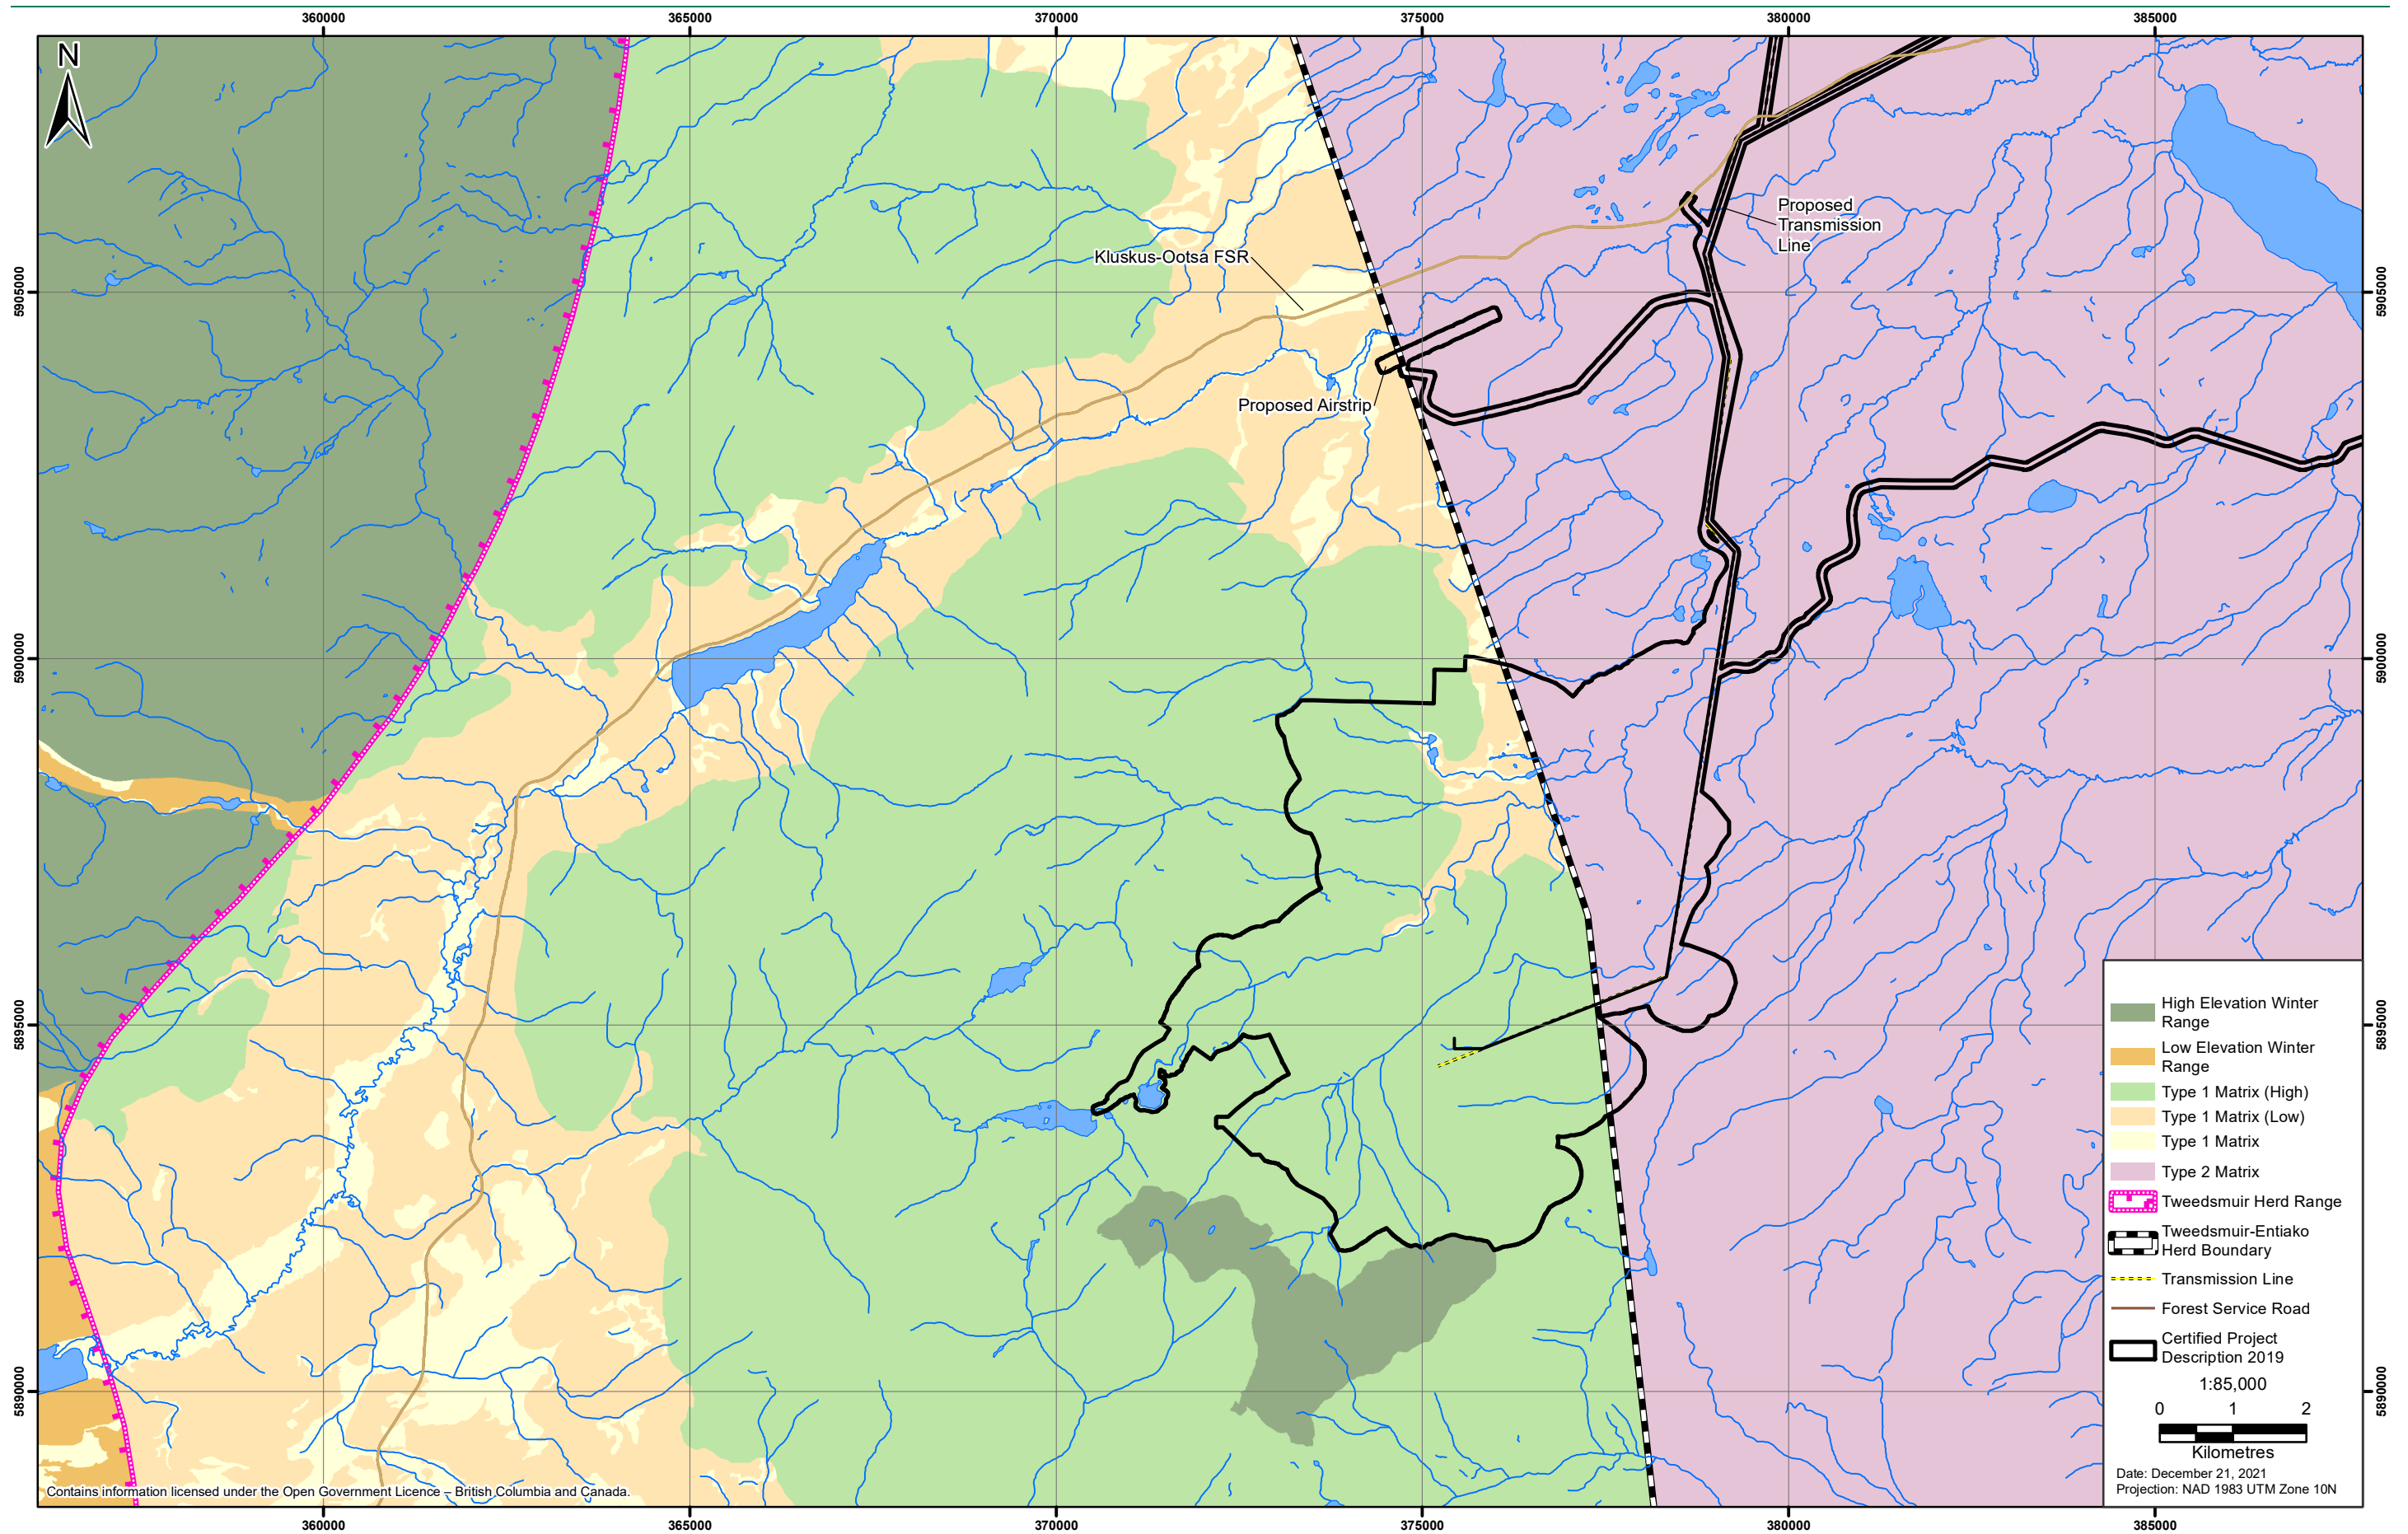 360000
365000
370000
375000
380000
385000
N
Proposed
Transmission
Line
Kluskus-Ootsa FSR
5905000
5905000
Proposed Airstrip
5900000
5900000
5895000
5895000
High Elevation Winter
Range
Low Elevation Winter
Range
Type 1 Matrix (High)
Type 1 Matrix (Low)
Type 1 Matrix
Type 2 Matrix
Tweedsmuir Herd Range
Tweedsmuir-Entiako
Herd Boundary
Transmission Line
Forest Service Road
Certified Project
Description 2019
1:85,000
0 1 2
Kilometres
Date: December 21, 2021
Projection: NAD 1983 UTM Zone 10N
5890000
5890000
Contains information licensed under the Open Government Licence – British Columbia and Canada.
360000
365000
370000
375000
380000
385000